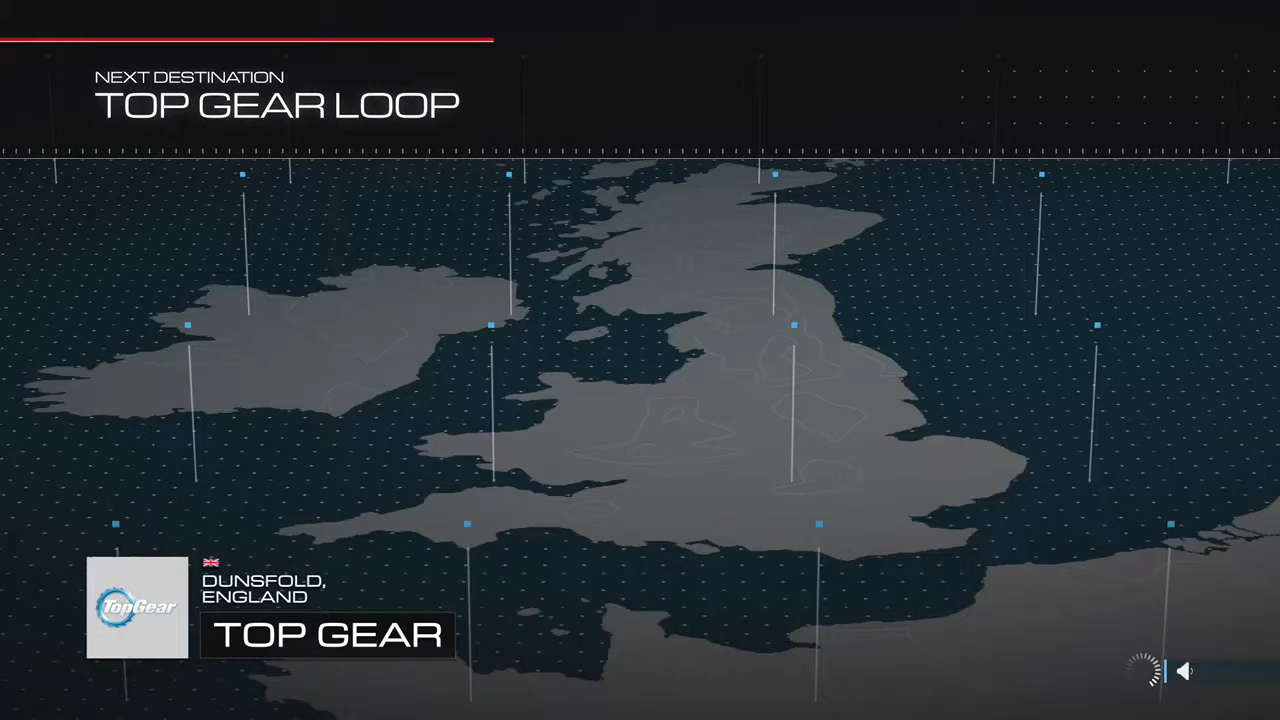 NEXT DESTINATION
TOP GEAR LOOP
DUNSFOLD,
ENGLAND
TopGear
TOP GEAR